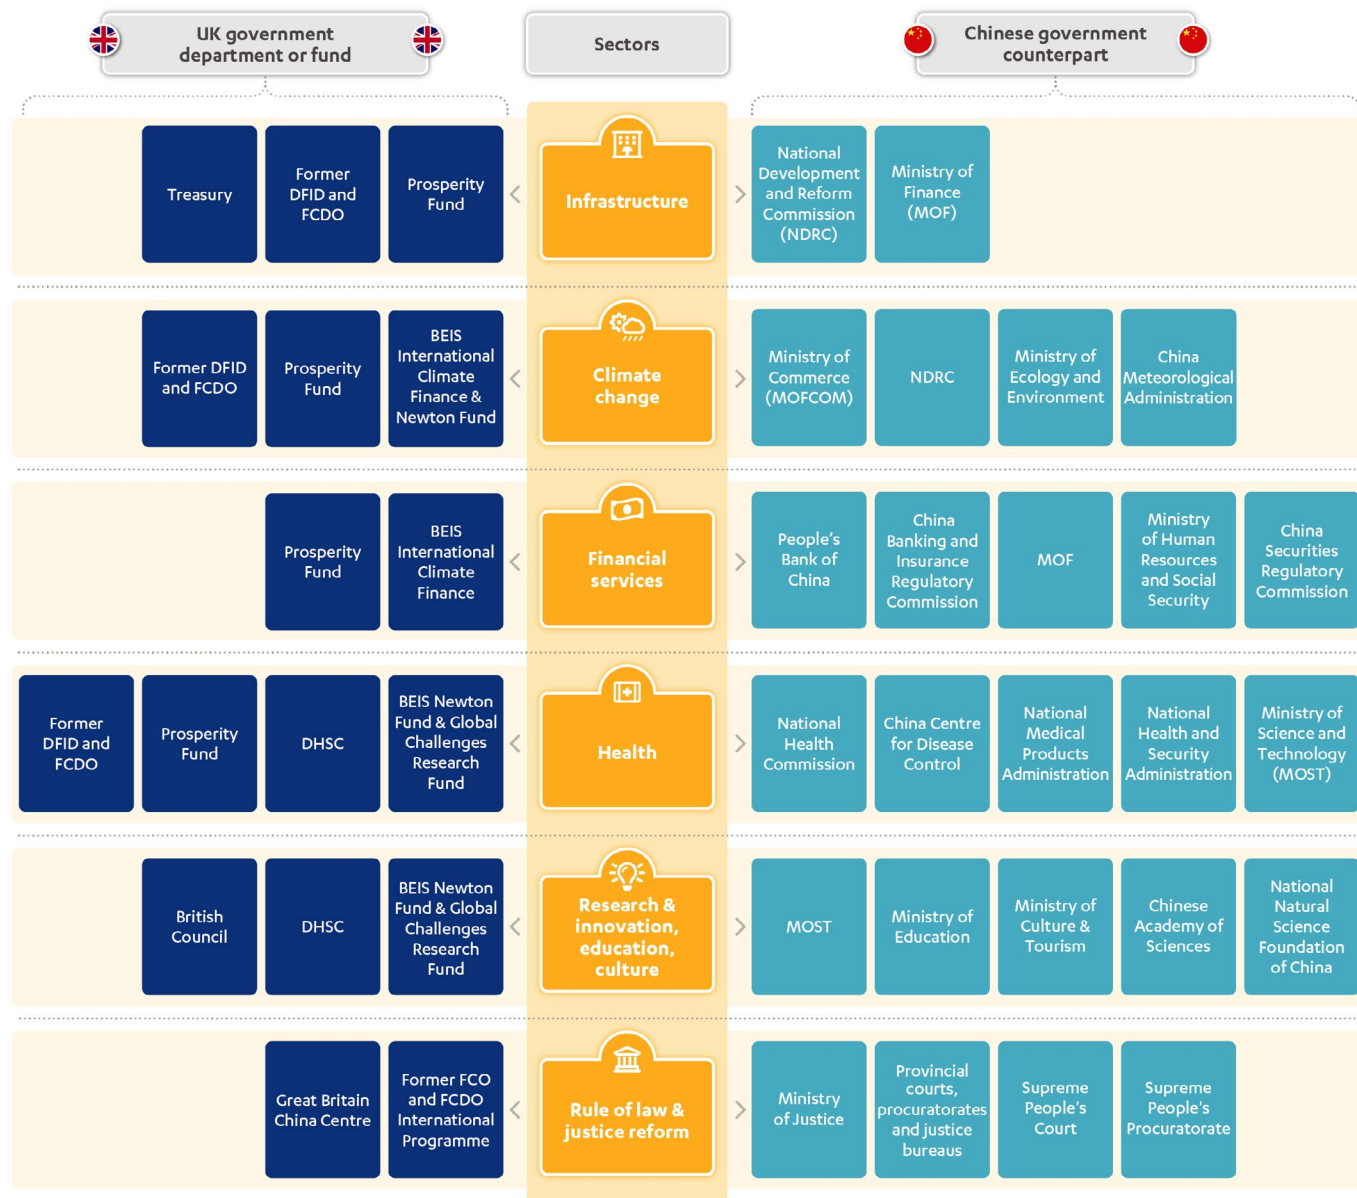 UK government
department or fund
Sectors
Chinese government
counterpart
Treasury
Former
DFID and
FCDO
Prosperity
Fund
Infrastructure
National
Development
and Reform
Commission
(NDRC)
Ministry of
Finance
(MOF)
Former DFID
and FCDO
Prosperity
Fund
BEIS
International
Climate
Finance &
Newton Fund
Climate
change
Ministry of
Commerce
(MOFCOM)
NDRC
Ministry of
Ecology and
Environment
China
Meteorological
Administration
Prosperity
Fund
BEIS
International
Climate
Finance
Financial
services
People's
Bank of
China
China
Banking and
Insurance
Regulatory
Commission
MOF
Ministry
of Human
Resources
and Social
Security
China
Securities
Regulatory
Commission
Former
DFID and
FCDO
Prosperity
Fund
DHSC
BEIS Newton
Fund & Global
Challenges
Research
Fund
Health
National
Health
Commission
China Centre
for Disease
Control
National
Medical
Products
Administration
National
Health and
Security
Administration
Ministry of
Science and
Technology
(MOST)
British
Council
DHSC
BEIS Newton
Fund & Global
Challenges
Research
Fund
Research &
innovation,
education,
culture
MOST
Ministry of
Education
Ministry of
Culture &
Tourism
Chinese
Academy of
Sciences
National
Natural
Science
Foundation
of China
Great Britain
China Centre
Former FCO
and FCDO
International
Programme
Rule of law &
justice reform
Ministry
of Justice
Provincial
courts,
procuratorates
and justice
bureaus
Supreme
People's
Court
Supreme
People's
Procuratorate